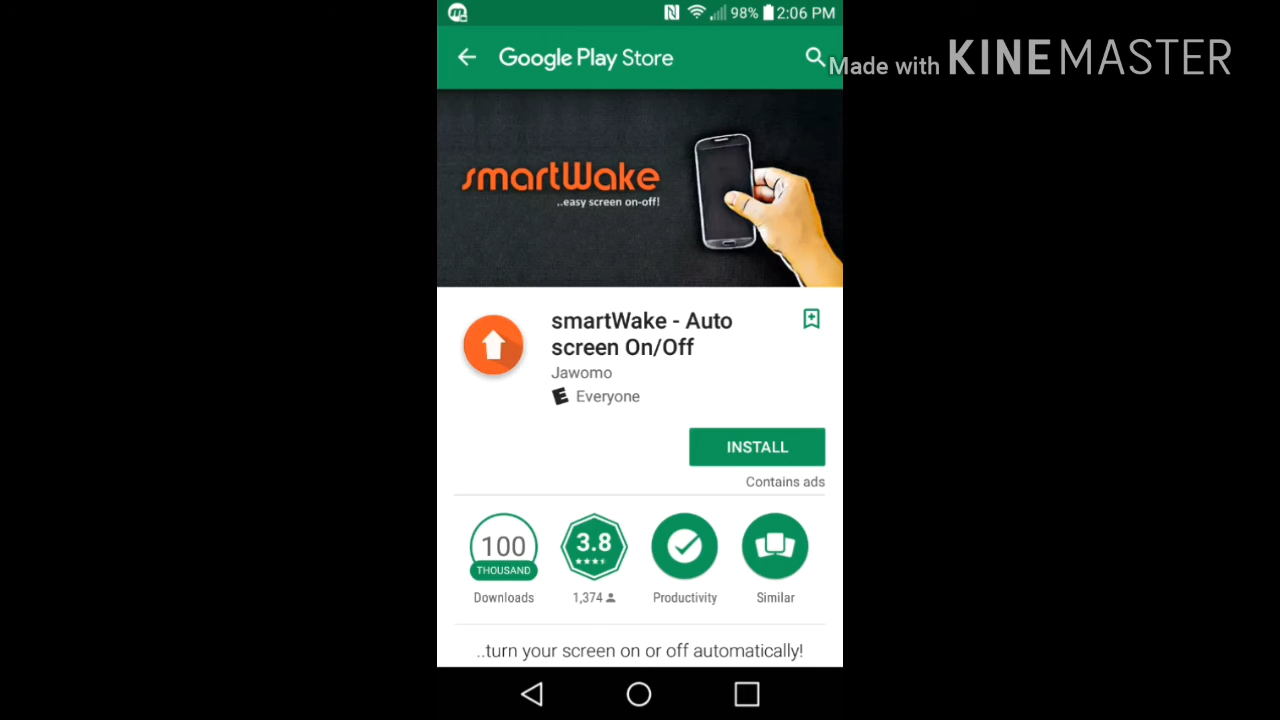 98% 2:06 PM
Google Play Store
Made with KINEMASTER
smartWake
..easy screen on-off!
smartWake - Auto
screen On/Off
Jawomo
E Everyone
INSTALL
Contains ads
100
THOUSAND
Downloads
3.8
1,374
Productivity
Similar
..turn your screen on or off automatically!